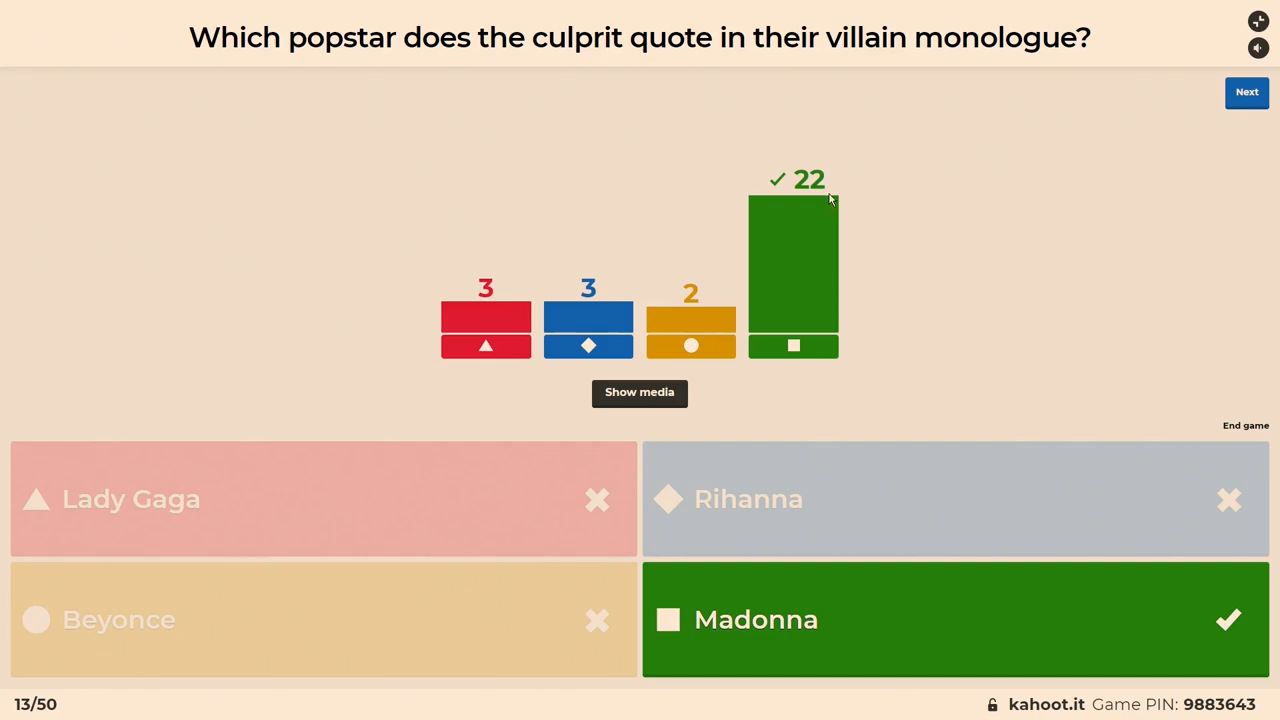 Which popstar does the culprit quote in their villain monologue?
Next
22
3
3
2
Show media
End game
Lady Gaga
Rihanna
Beyonce
Madonna
13/50
kahoot.it Game PIN: 9883643